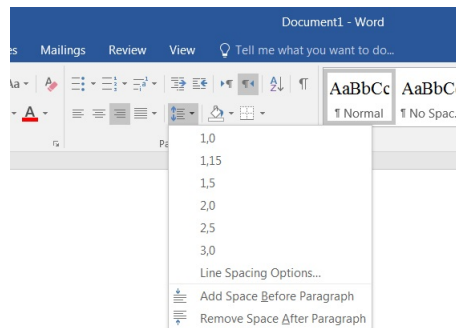 Document1 - Word
Mailings Review View Tell me what you want to do...
Aa
AaBbCc AaBbC
¶ Normal ¶ No Spac.
A
1,0
1,15
1,5
2,0
2,5
3,0
Line Spacing Options...
Add Space Before Paragraph
Remove Space After Paragraph